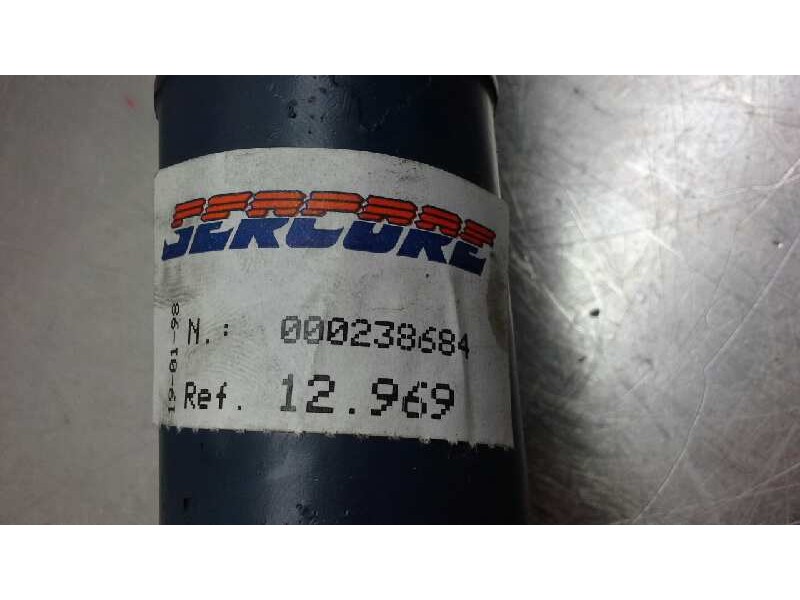 SERCORE
N.: 000238684
Ref. 12.969
19-01-98